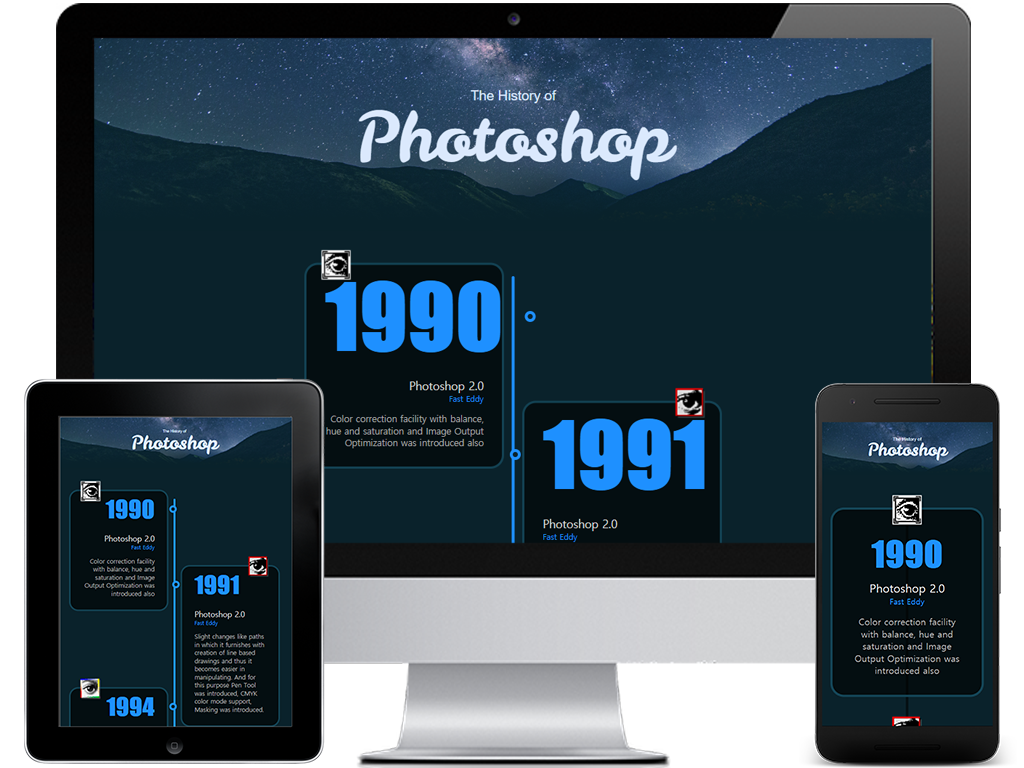 The History of
Photoshop
1990
Photoshop 2.0
Fast Eddy
Color correction facility with balance,
hue and saturation and Image Output
Optimization was introduced also
1991
Photoshop 2.0
Fast Eddy
The History of
Photoshop
1990
Photoshop 2.0
Fast Eddy
Color correction facility
with balance, hue and
saturation and Image
Output Optimization was
introduced also
1991
Photoshop 2.0
Fast Eddy
Slight changes like paths
in which it furnishes with
creation of line based
drawings and thus it
becomes easier in
manipulating. And for
this purpose Pen Tool
was introduced, CMYK
color mode support,
Masking was introduced.
1994
The History of
Photoshop
1990
Photoshop 2.0
Fast Eddy
Color correction facility
with balance, hue and
saturation and Image
Output Optimization was
introduced also